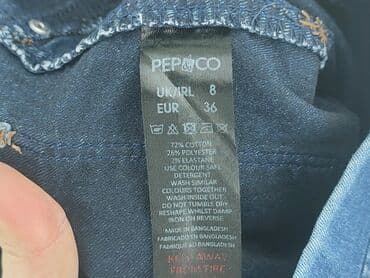 PEP&CO
UK/IRL 8
EUR 36
72% COTTON
26% POLYESTER
2% ELASTANE
USE COLOUR SAFE
DETERGENT
WASH SIMILAR
COLOURS TOGETHER
WASH INSIDE OUT
DO NOT TUMBLE DRY
RESHAPE WHILST DAMP
IRON ON REVERSE
MADE IN BANGLADESH
FABRICADO EN BANGLADESH
FABRIQUE AU BANGLADESH
KEEP AWAY
FROM FIRE